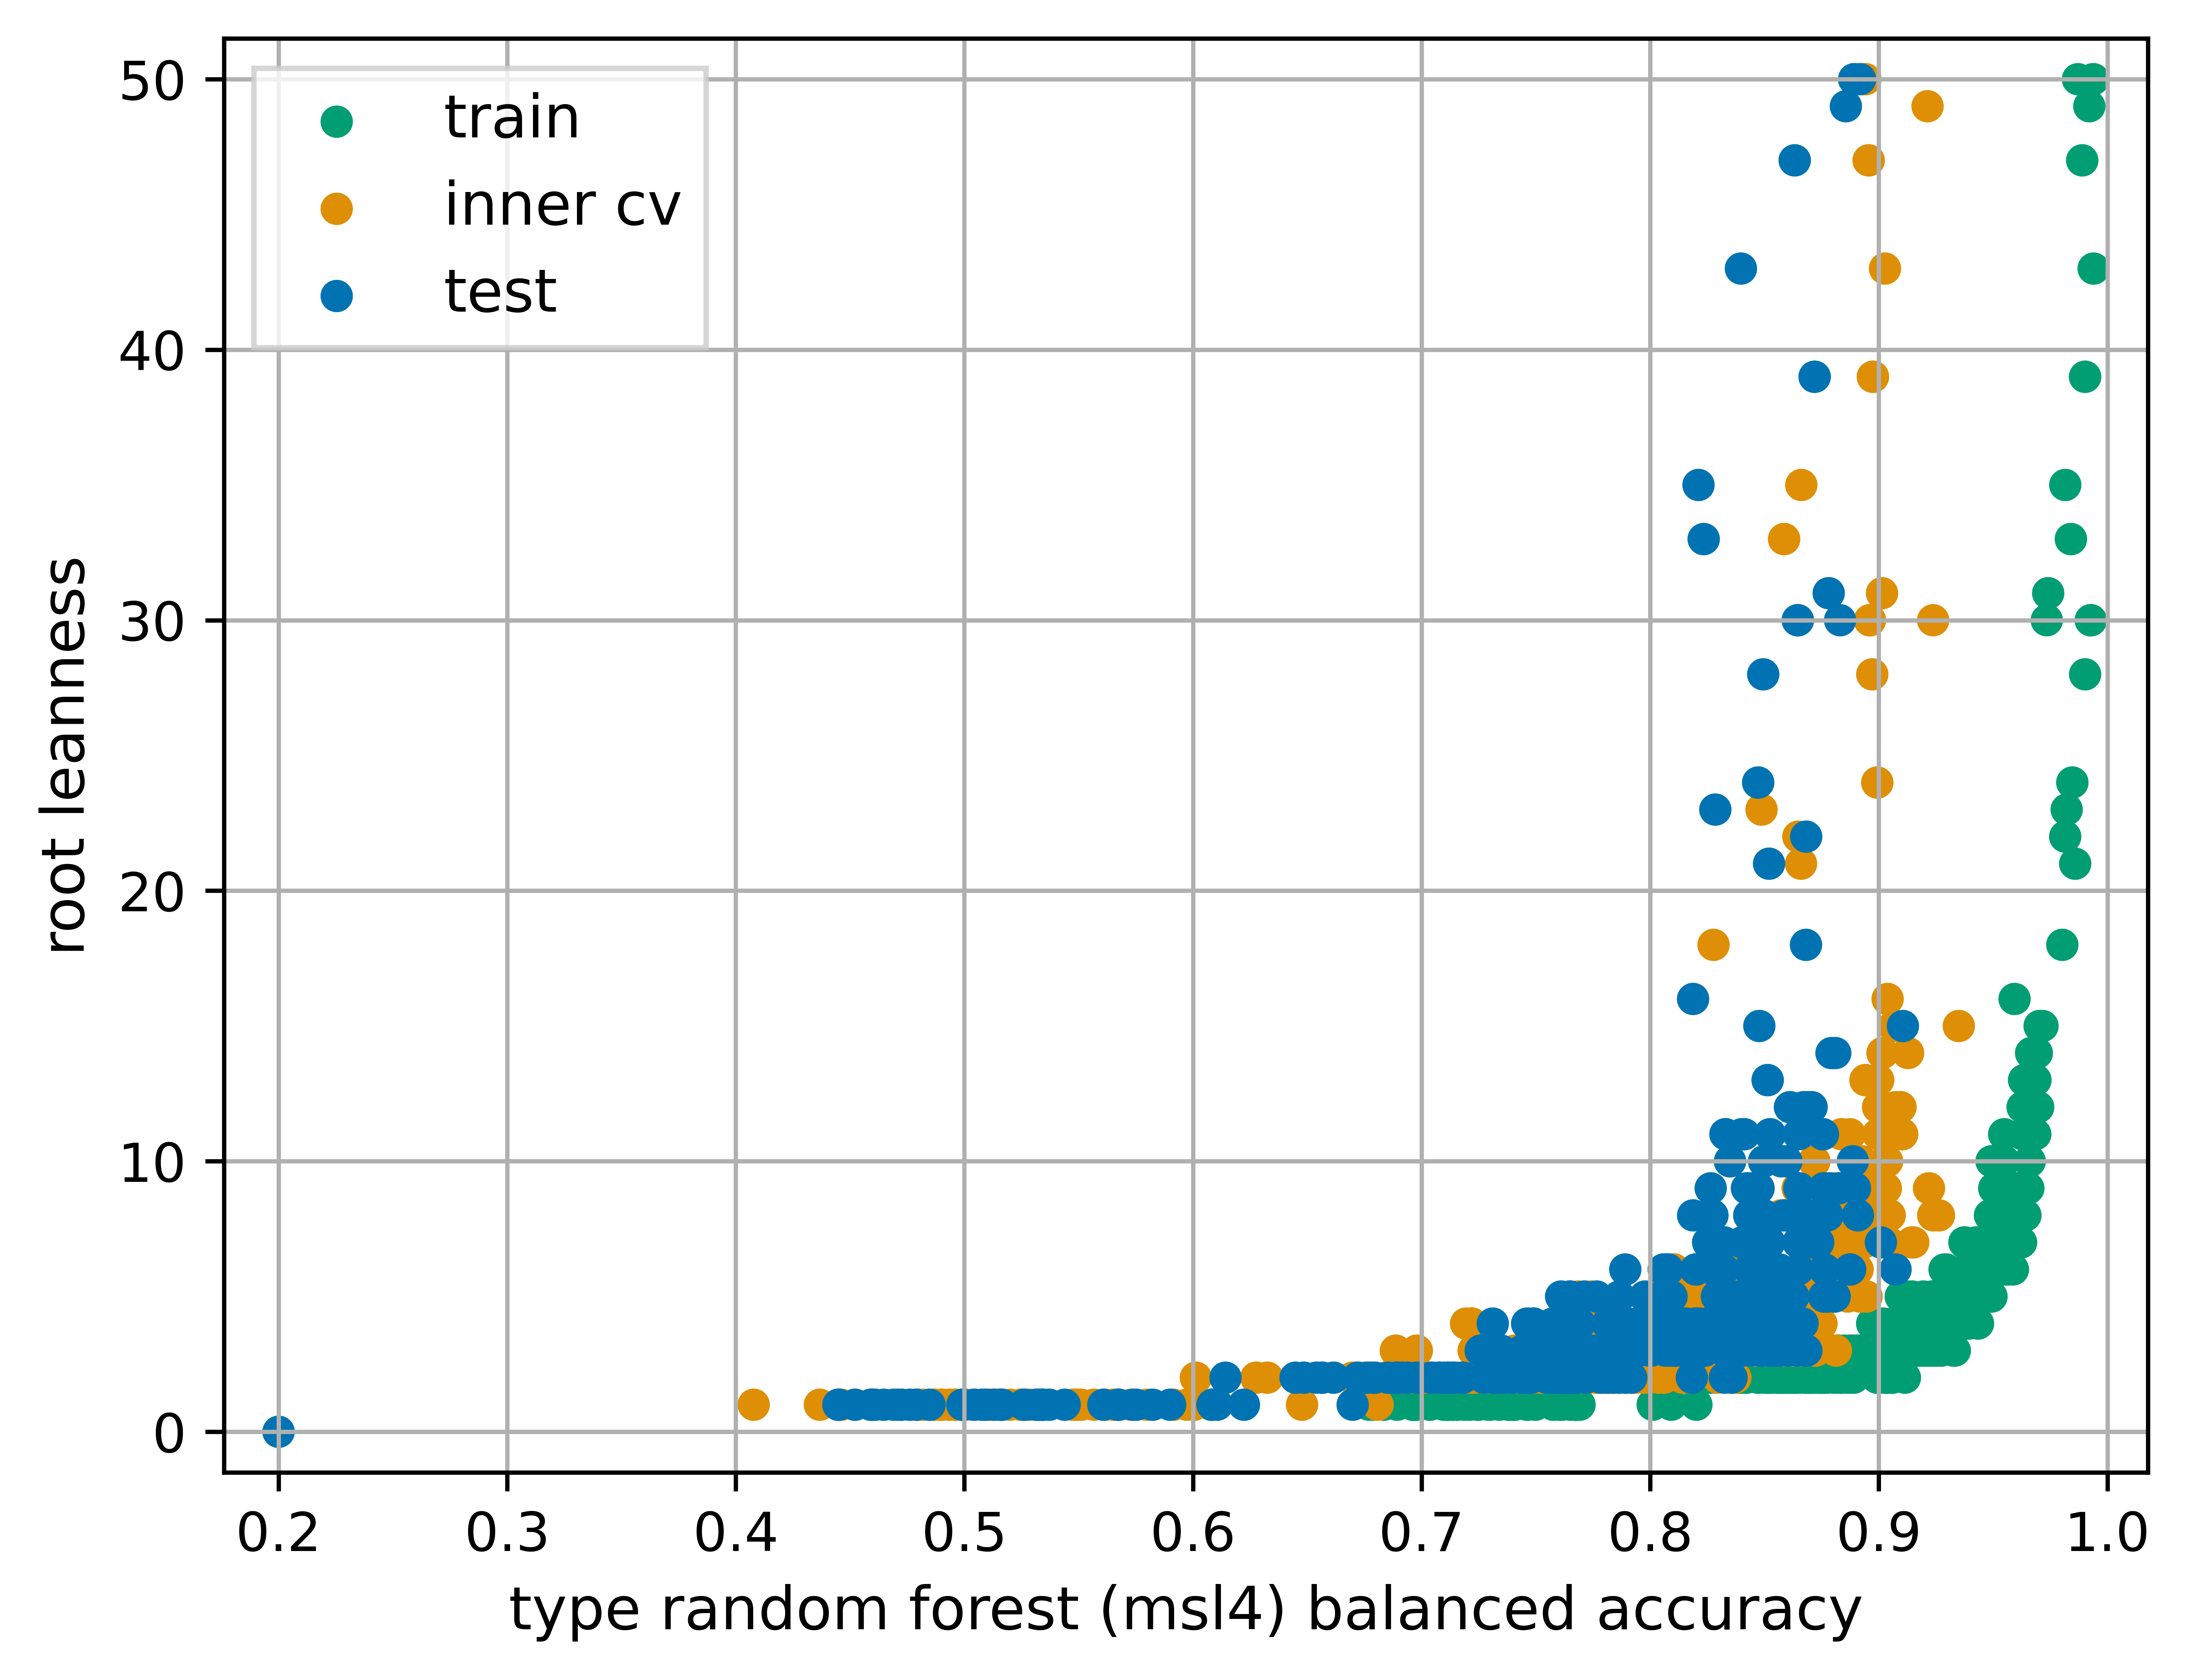 train
inner cv
test
50
40
30
20
10
0
root leanness
0.2 0.3 0.4 0.5 0.6 0.7 0.8 0.9 1.0
type random forest (msl4) balanced accuracy